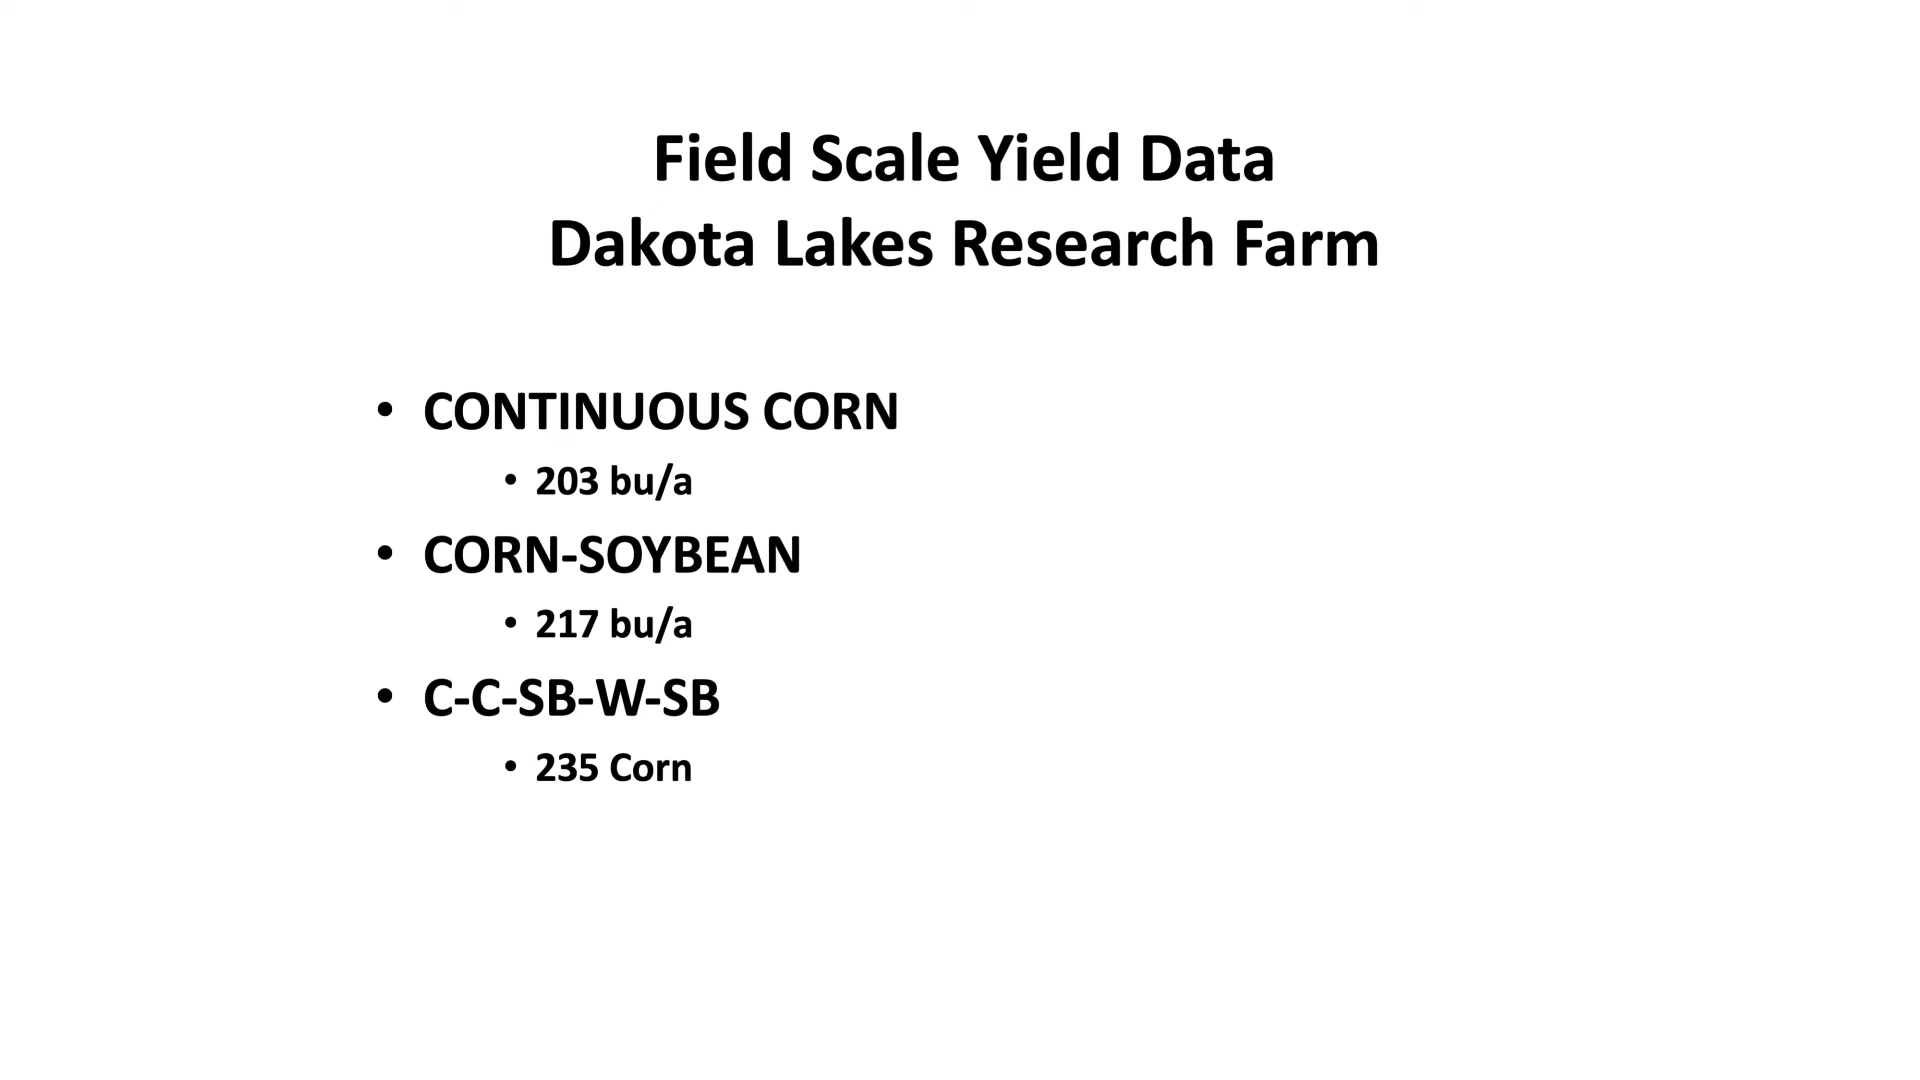 Field Scale Yield Data
Dakota Lakes Research Farm
• CONTINUOUS CORN
• 203 bu/a
• CORN-SOYBEAN
• 217 bu/a
• C-C-SB-W-SB
• 235 Corn